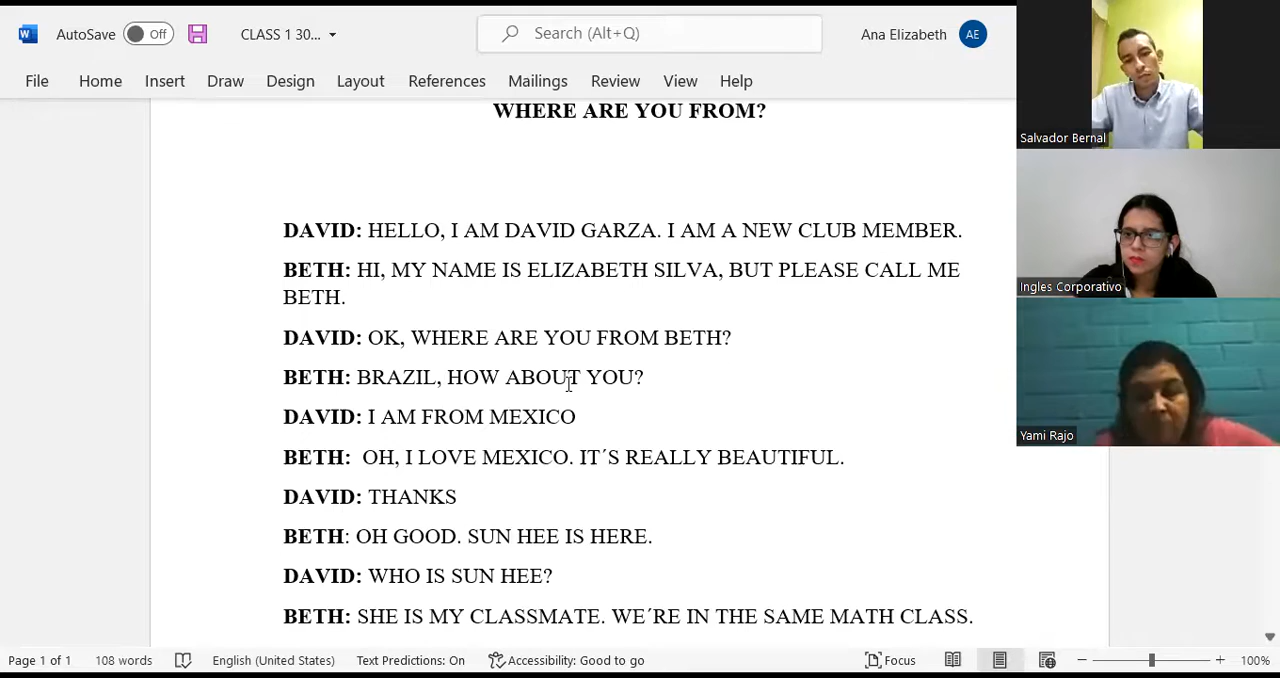 AutoSave Off CLASS 1 30... Search (Alt+Q) Ana Elizabeth AE
File Home Insert Draw Design Layout References Mailings Review View Help
WHERE ARE YOU FROM?
DAVID: HELLO, I AM DAVID GARZA. I AM A NEW CLUB MEMBER.
BETH: HI, MY NAME IS ELIZABETH SILVA, BUT PLEASE CALL ME
BETH.
DAVID: OK, WHERE ARE YOU FROM BETH?
BETH: BRAZIL, HOW ABOUT YOU?
DAVID: I AM FROM MEXICO
BETH: OH, I LOVE MEXICO. IT´S REALLY BEAUTIFUL.
DAVID: THANKS
BETH: OH GOOD. SUN HEE IS HERE.
DAVID: WHO IS SUN HEE?
BETH: SHE IS MY CLASSMATE. WE´RE IN THE SAME MATH CLASS.
Page 1 of 1 108 words English (United States) Text Predictions: On Accessibility: Good to go Focus 100%
Salvador Bernal
Ingles Corporativo
Yami Rajo